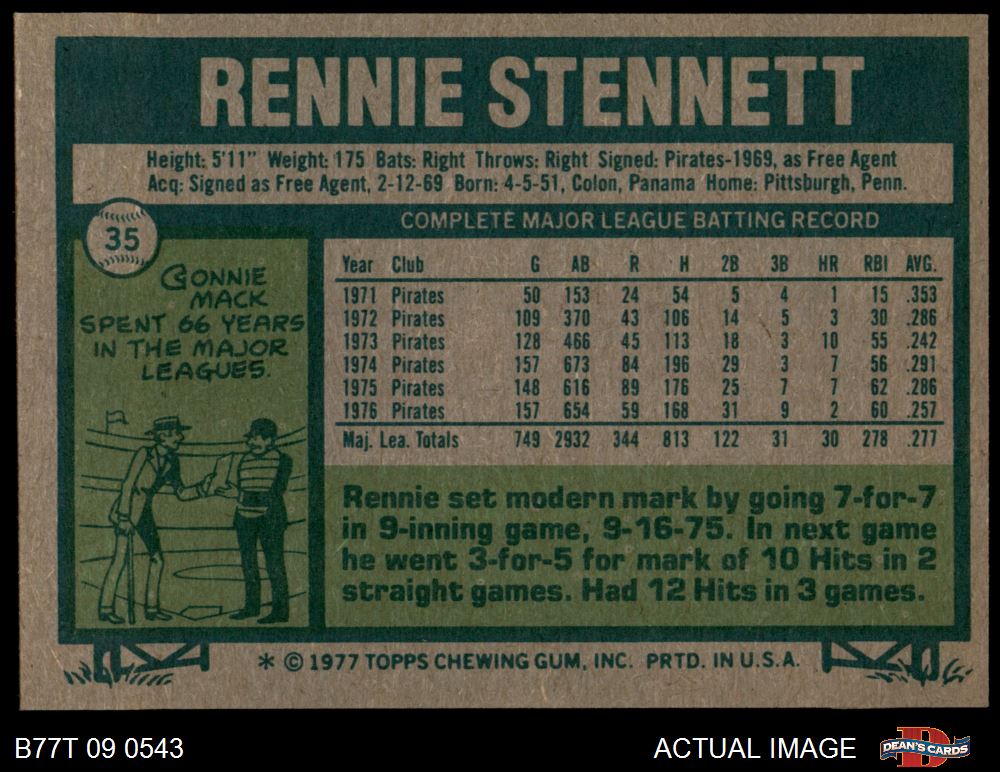 RENNIE STENNETT
Height: 5'11" Weight: 175 Bats: Right Throws: Right Signed: Pirates-1969, as Free Agent
Acq: Signed as Free Agent, 2-12-69 Born: 4-5-51, Colon, Panama Home: Pittsburgh, Penn.
35
CONNIE
MACK
SPENT 66 YEARS
IN THE MAJOR
LEAGUES.
COMPLETE MAJOR LEAGUE BATTING RECORD
Year Club G AB R H 2B 3B HR RBI AVG.
1971 Pirates 50 153 24 54 5 4 1 15 .353
1972 Pirates 109 370 43 106 14 5 3 30 .286
1973 Pirates 128 466 45 113 18 3 10 55 .242
1974 Pirates 157 673 84 196 29 3 7 56 .291
1975 Pirates 148 616 89 176 25 7 7 62 .286
1976 Pirates 157 654 59 168 31 9 2 60 .257
Maj. Lea. Totals 749 2932 344 813 122 31 30 278 .277
Rennie set modern mark by going 7-for-7
in 9-inning game, 9-16-75. In next game
he went 3-for-5 for mark of 10 Hits in 2
straight games. Had 12 Hits in 3 games.
* © 1977 TOPPS CHEWING GUM, INC. PRTD. IN U.S.A.
B77T 09 0543
ACTUAL IMAGE
D
DEAN'S CARDS